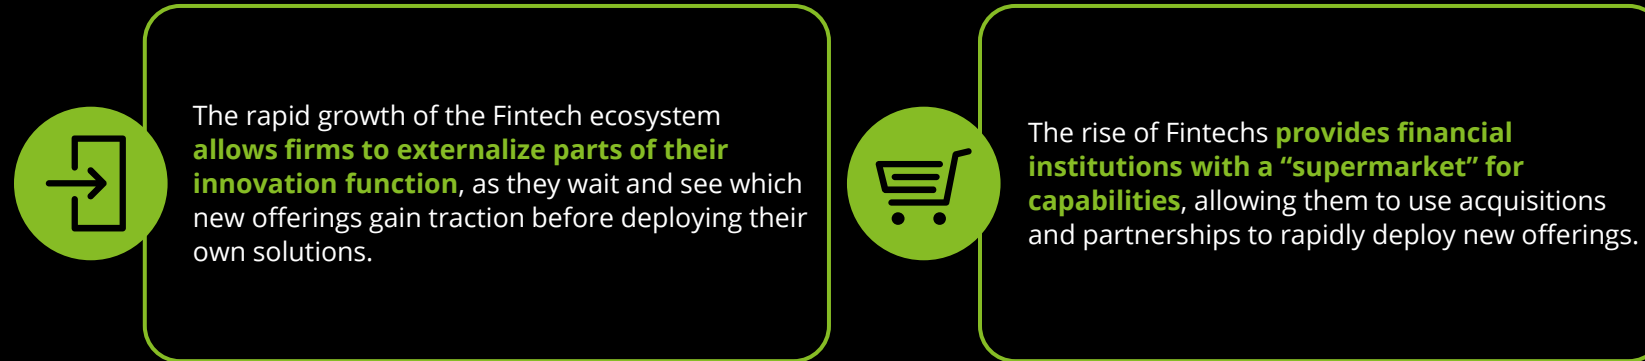 The rapid growth of the Fintech ecosystem
allows firms to externalize parts of their
innovation function, as they wait and see which
new offerings gain traction before deploying their
own solutions.
The rise of Fintechs provides financial
institutions with a “supermarket” for
capabilities, allowing them to use acquisitions
and partnerships to rapidly deploy new offerings.